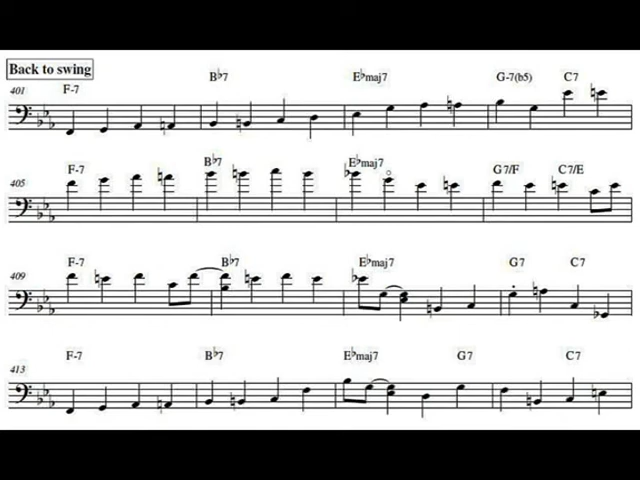 Back to swing
401 F-7 B♭7 E♭maj7 G-7(b5) C7
405 F-7 B♭7 E♭maj7 G7/F C7/E
409 F-7 B♭7 E♭maj7 G7 C7
413 F-7 B♭7 E♭maj7 G7 C7